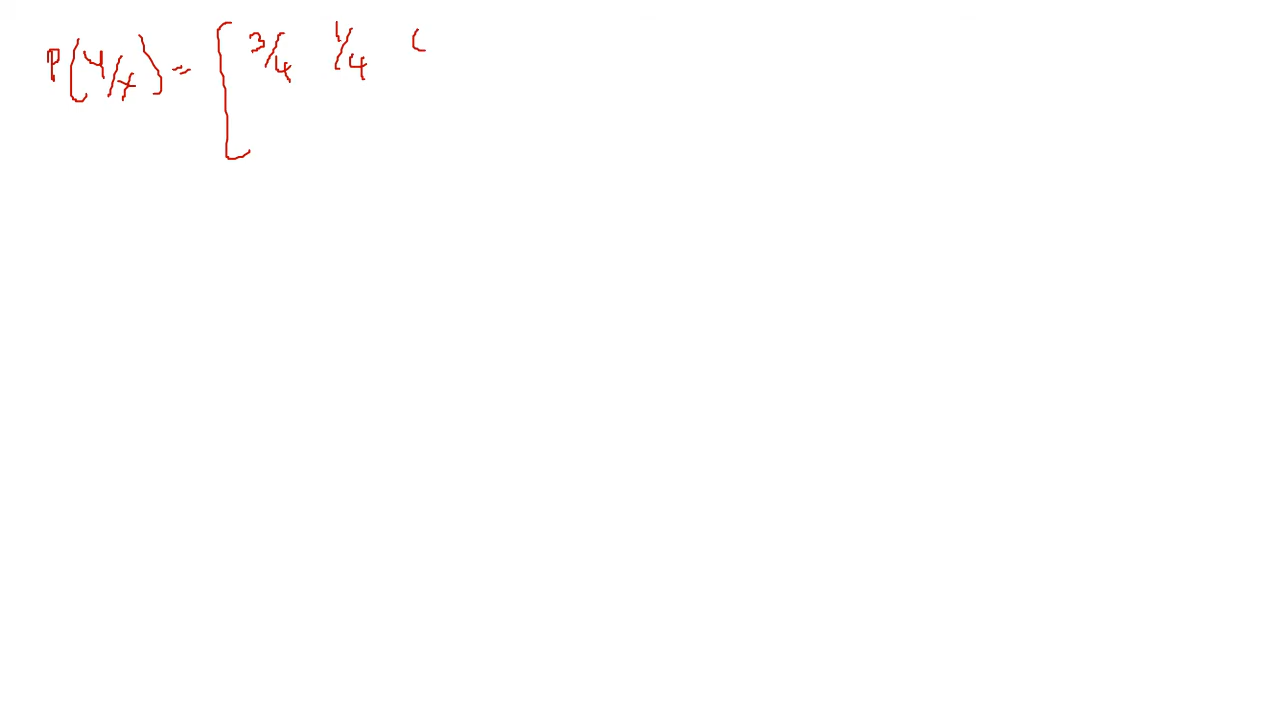 P(Y/X) = [ 3/4 1/4